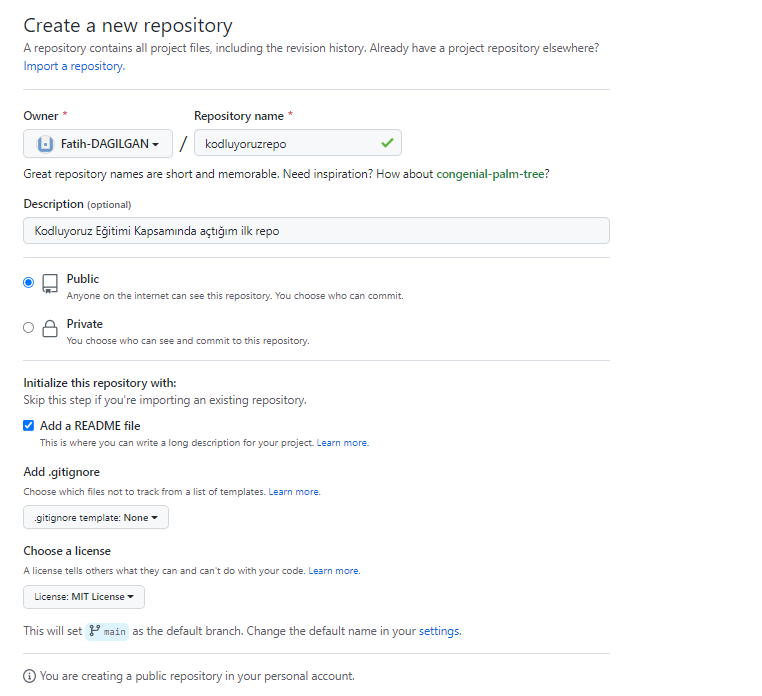 Create a new repository
A repository contains all project files, including the revision history. Already have a project repository elsewhere?
Import a repository.
Owner * Repository name *
Fatih-DAGILGAN / kodluyoruzrepo
Great repository names are short and memorable. Need inspiration? How about congenial-palm-tree?
Description (optional)
Kodluyoruz Eğitimi Kapsamında açtığım ilk repo
Public
Anyone on the internet can see this repository. You choose who can commit.
Private
You choose who can see and commit to this repository.
Initialize this repository with:
Skip this step if you're importing an existing repository.
Add a README file
This is where you can write a long description for your project. Learn more.
Add .gitignore
Choose which files not to track from a list of templates. Learn more.
.gitignore template: None
Choose a license
A license tells others what they can and can't do with your code. Learn more.
License: MIT License
This will set main as the default branch. Change the default name in your settings.
You are creating a public repository in your personal account.